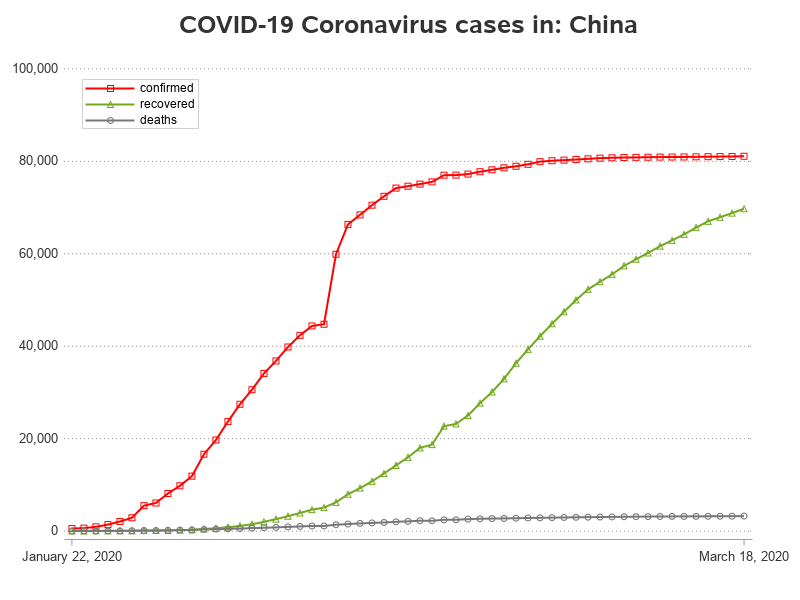 COVID-19 Coronavirus cases in: China
100,000
confirmed
recovered
deaths
80,000
60,000
40,000
20,000
0
January 22, 2020
March 18, 2020